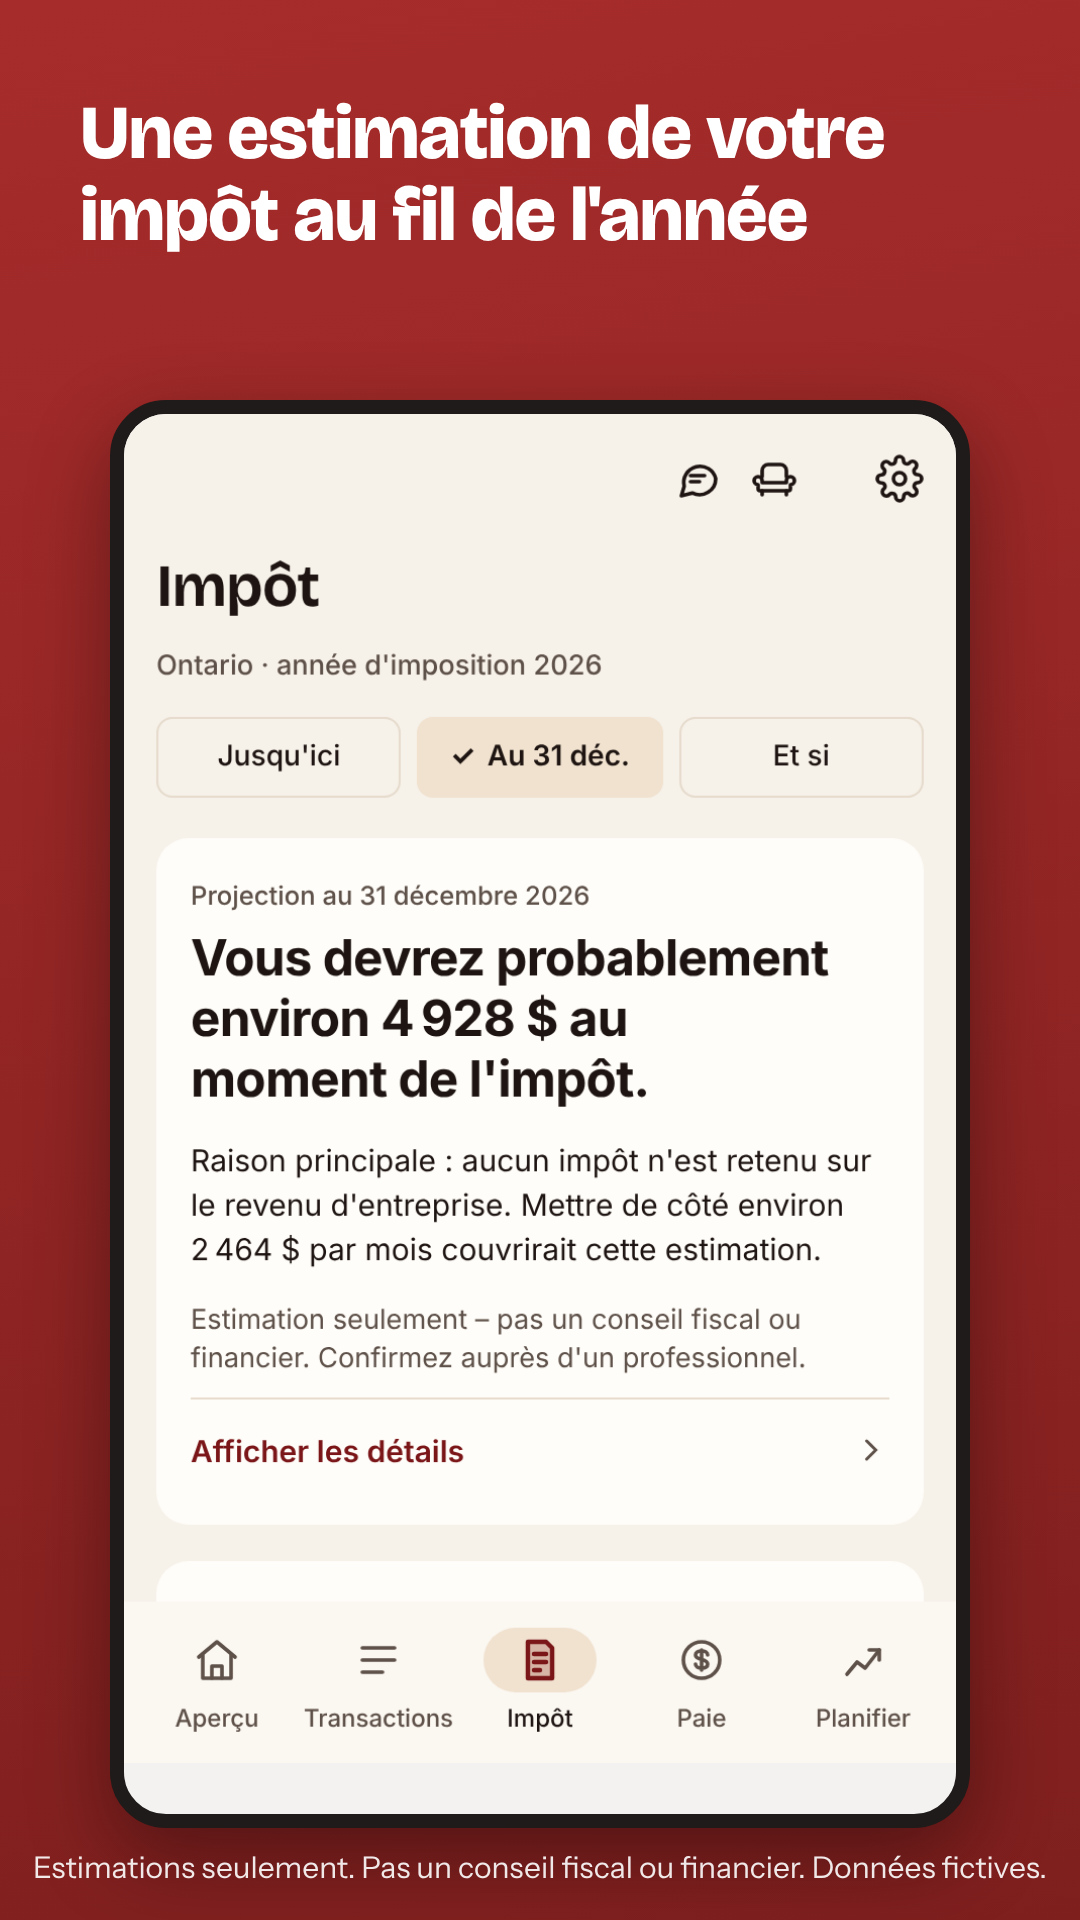 Une estimation de votre
impôt au fil de l'année
Impôt
Ontario · année d'imposition 2026
Jusqu'ici
Au 31 déc.
Et si
Projection au 31 décembre 2026
Vous devrez probablement
environ 4 928 $ au
moment de l'impôt.
Raison principale : aucun impôt n'est retenu sur
le revenu d'entreprise. Mettre de côté environ
2 464 $ par mois couvrirait cette estimation.
Estimation seulement – pas un conseil fiscal ou
financier. Confirmez auprès d'un professionnel.
Afficher les détails
Aperçu
Transactions
Impôt
Paie
Planifier
Estimations seulement. Pas un conseil fiscal ou financier. Données fictives.